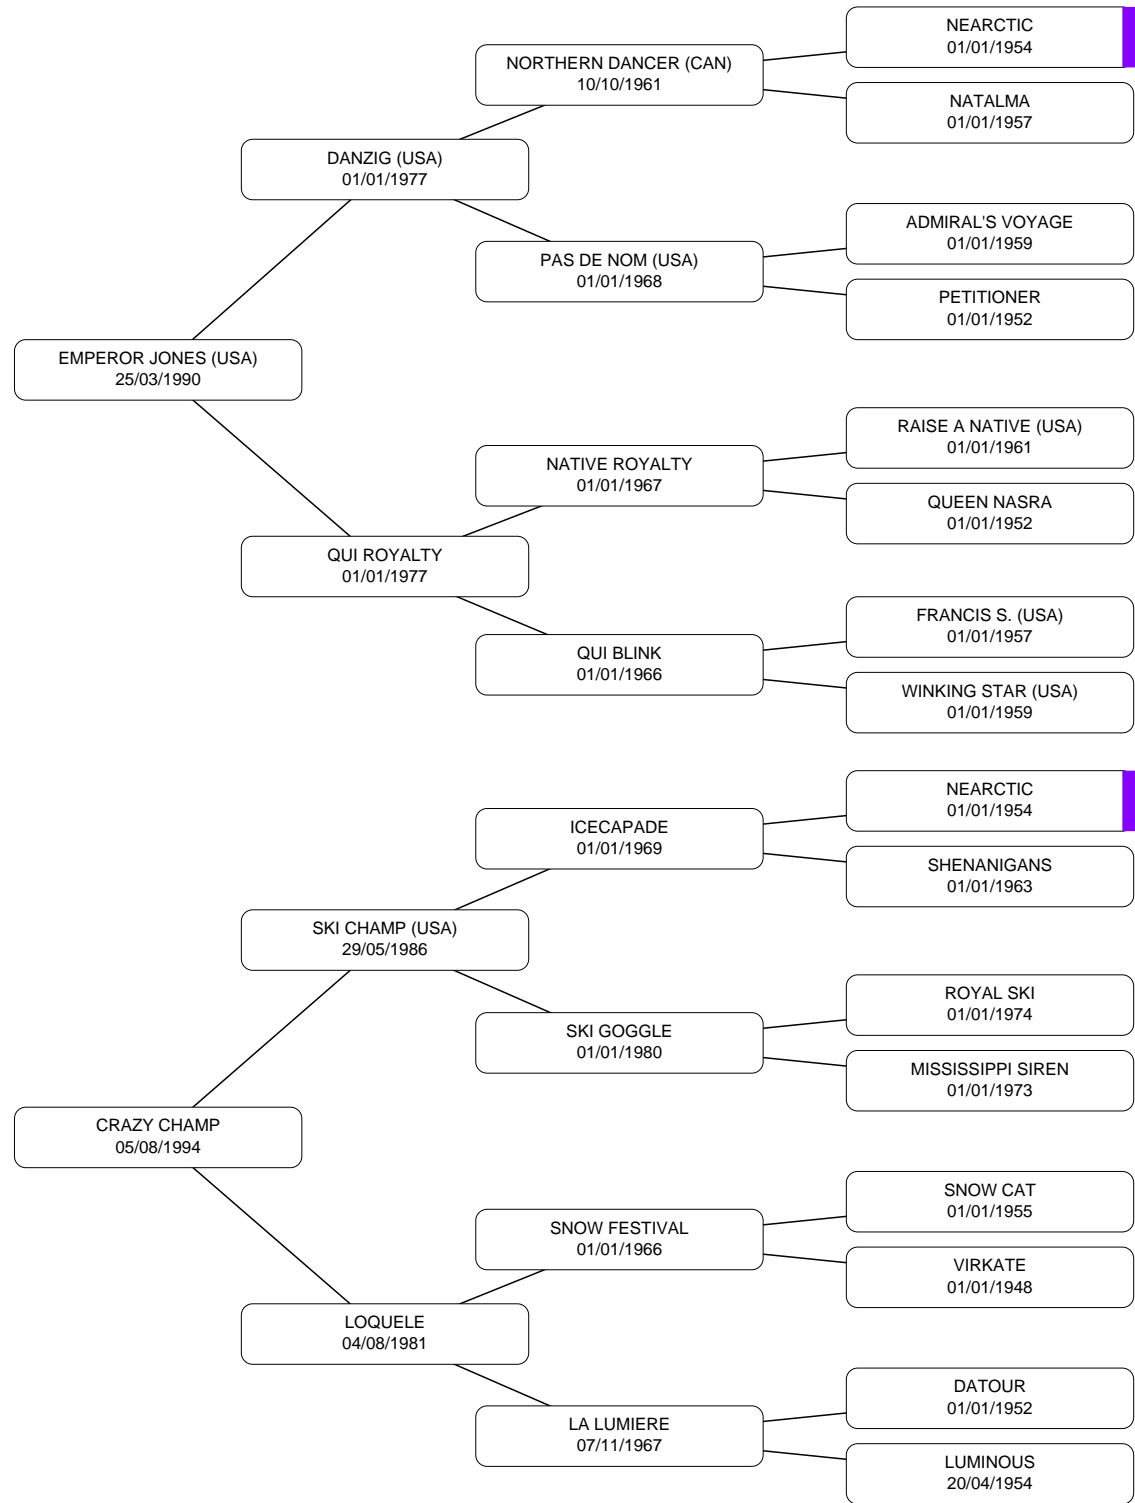 NEARCTIC
01/01/1954
NORTHERN DANCER (CAN)
10/10/1961
NATALMA
01/01/1957
DANZIG (USA)
01/01/1977
ADMIRAL'S VOYAGE
01/01/1959
PAS DE NOM (USA)
01/01/1968
PETITIONER
01/01/1952
EMPEROR JONES (USA)
25/03/1990
RAISE A NATIVE (USA)
01/01/1961
NATIVE ROYALTY
01/01/1967
QUEEN NASRA
01/01/1952
QUI ROYALTY
01/01/1977
FRANCIS S. (USA)
01/01/1957
QUI BLINK
01/01/1966
WINKING STAR (USA)
01/01/1959
NEARCTIC
01/01/1954
ICECAPADE
01/01/1969
SHENANIGANS
01/01/1963
SKI CHAMP (USA)
29/05/1986
ROYAL SKI
01/01/1974
SKI GOGGLE
01/01/1980
MISSISSIPPI SIREN
01/01/1973
CRAZY CHAMP
05/08/1994
SNOW CAT
01/01/1955
SNOW FESTIVAL
01/01/1966
VIRKATE
01/01/1948
LOQUELE
04/08/1981
DATOUR
01/01/1952
LA LUMIERE
07/11/1967
LUMINOUS
20/04/1954